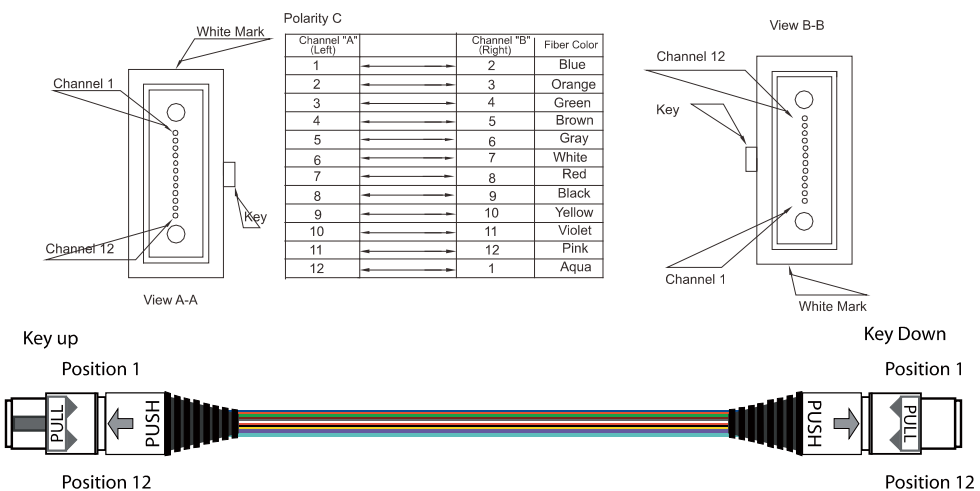 Polarity C
White Mark
Channel 1
Channel 12
Key
View A-A
Channel "A" (Left) Channel "B" (Right) Fiber Color
1 2 Blue
2 3 Orange
3 4 Green
4 5 Brown
5 6 Gray
6 7 White
7 8 Red
8 9 Black
9 10 Yellow
10 11 Violet
11 12 Pink
12 1 Aqua
View B-B
Channel 12
Key
Channel 1
White Mark
Key up
Key Down
Position 1
Position 1
PULL
PUSH
PUSH
PULL
Position 12
Position 12